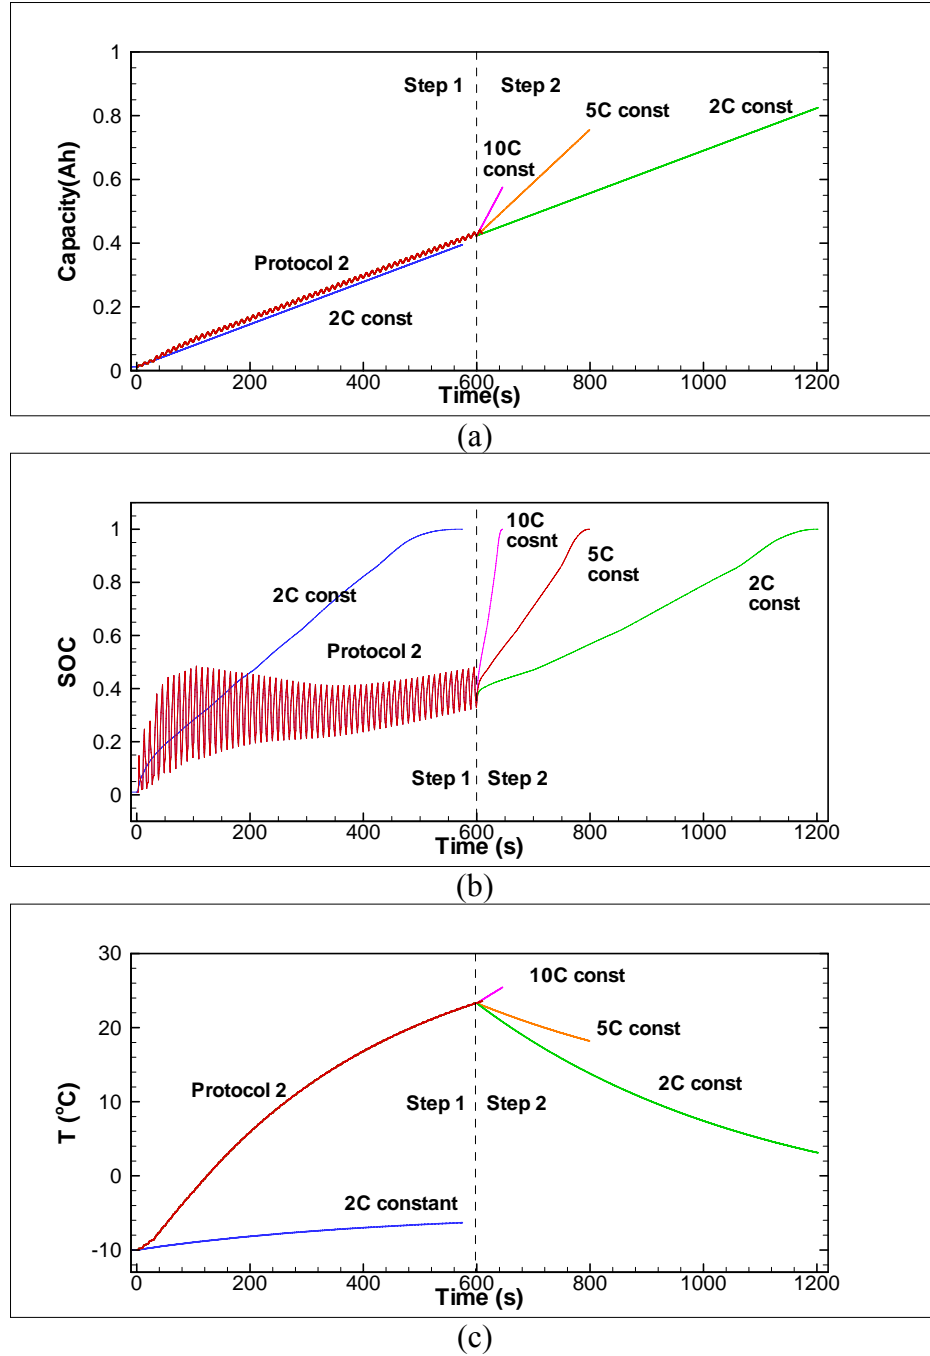 1
0.8
0.6
0.4
0.2
0
Capacity(Ah)
Step 1
Step 2
5C const
2C const
10C
const
Protocol 2
2C const
0
200
400
600
800
1000
1200
Time(s)
(a)
1
0.8
0.6
0.4
0.2
0
SOC
10C
cosnt
5C
const
2C const
2C
const
Protocol 2
Step 1
Step 2
0
200
400
600
800
1000
1200
Time (s)
(b)
30
20
10
0
-10
T (°C)
10C const
5C const
Protocol 2
2C const
Step 1
Step 2
2C constant
0
200
400
600
800
1000
1200
Time (s)
(c)